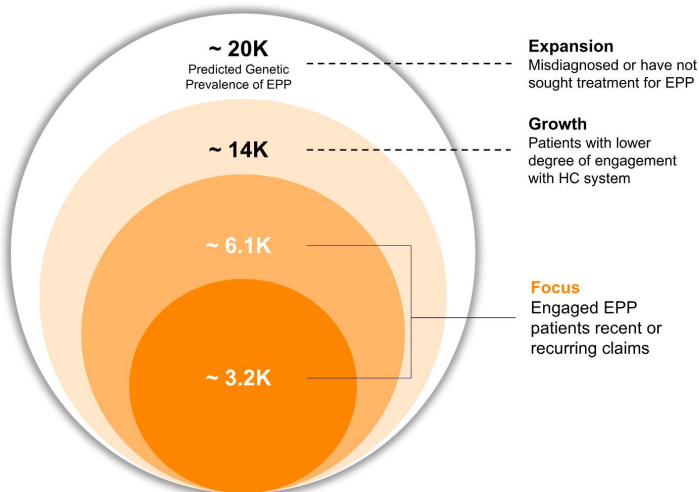 ~ 20K
Predicted Genetic
Prevalence of EPP
Expansion
Misdiagnosed or have not
sought treatment for EPP
~ 14K
Growth
Patients with lower
degree of engagement
with HC system
~ 6.1K
~ 3.2K
Focus
Engaged EPP
patients recent or
recurring claims